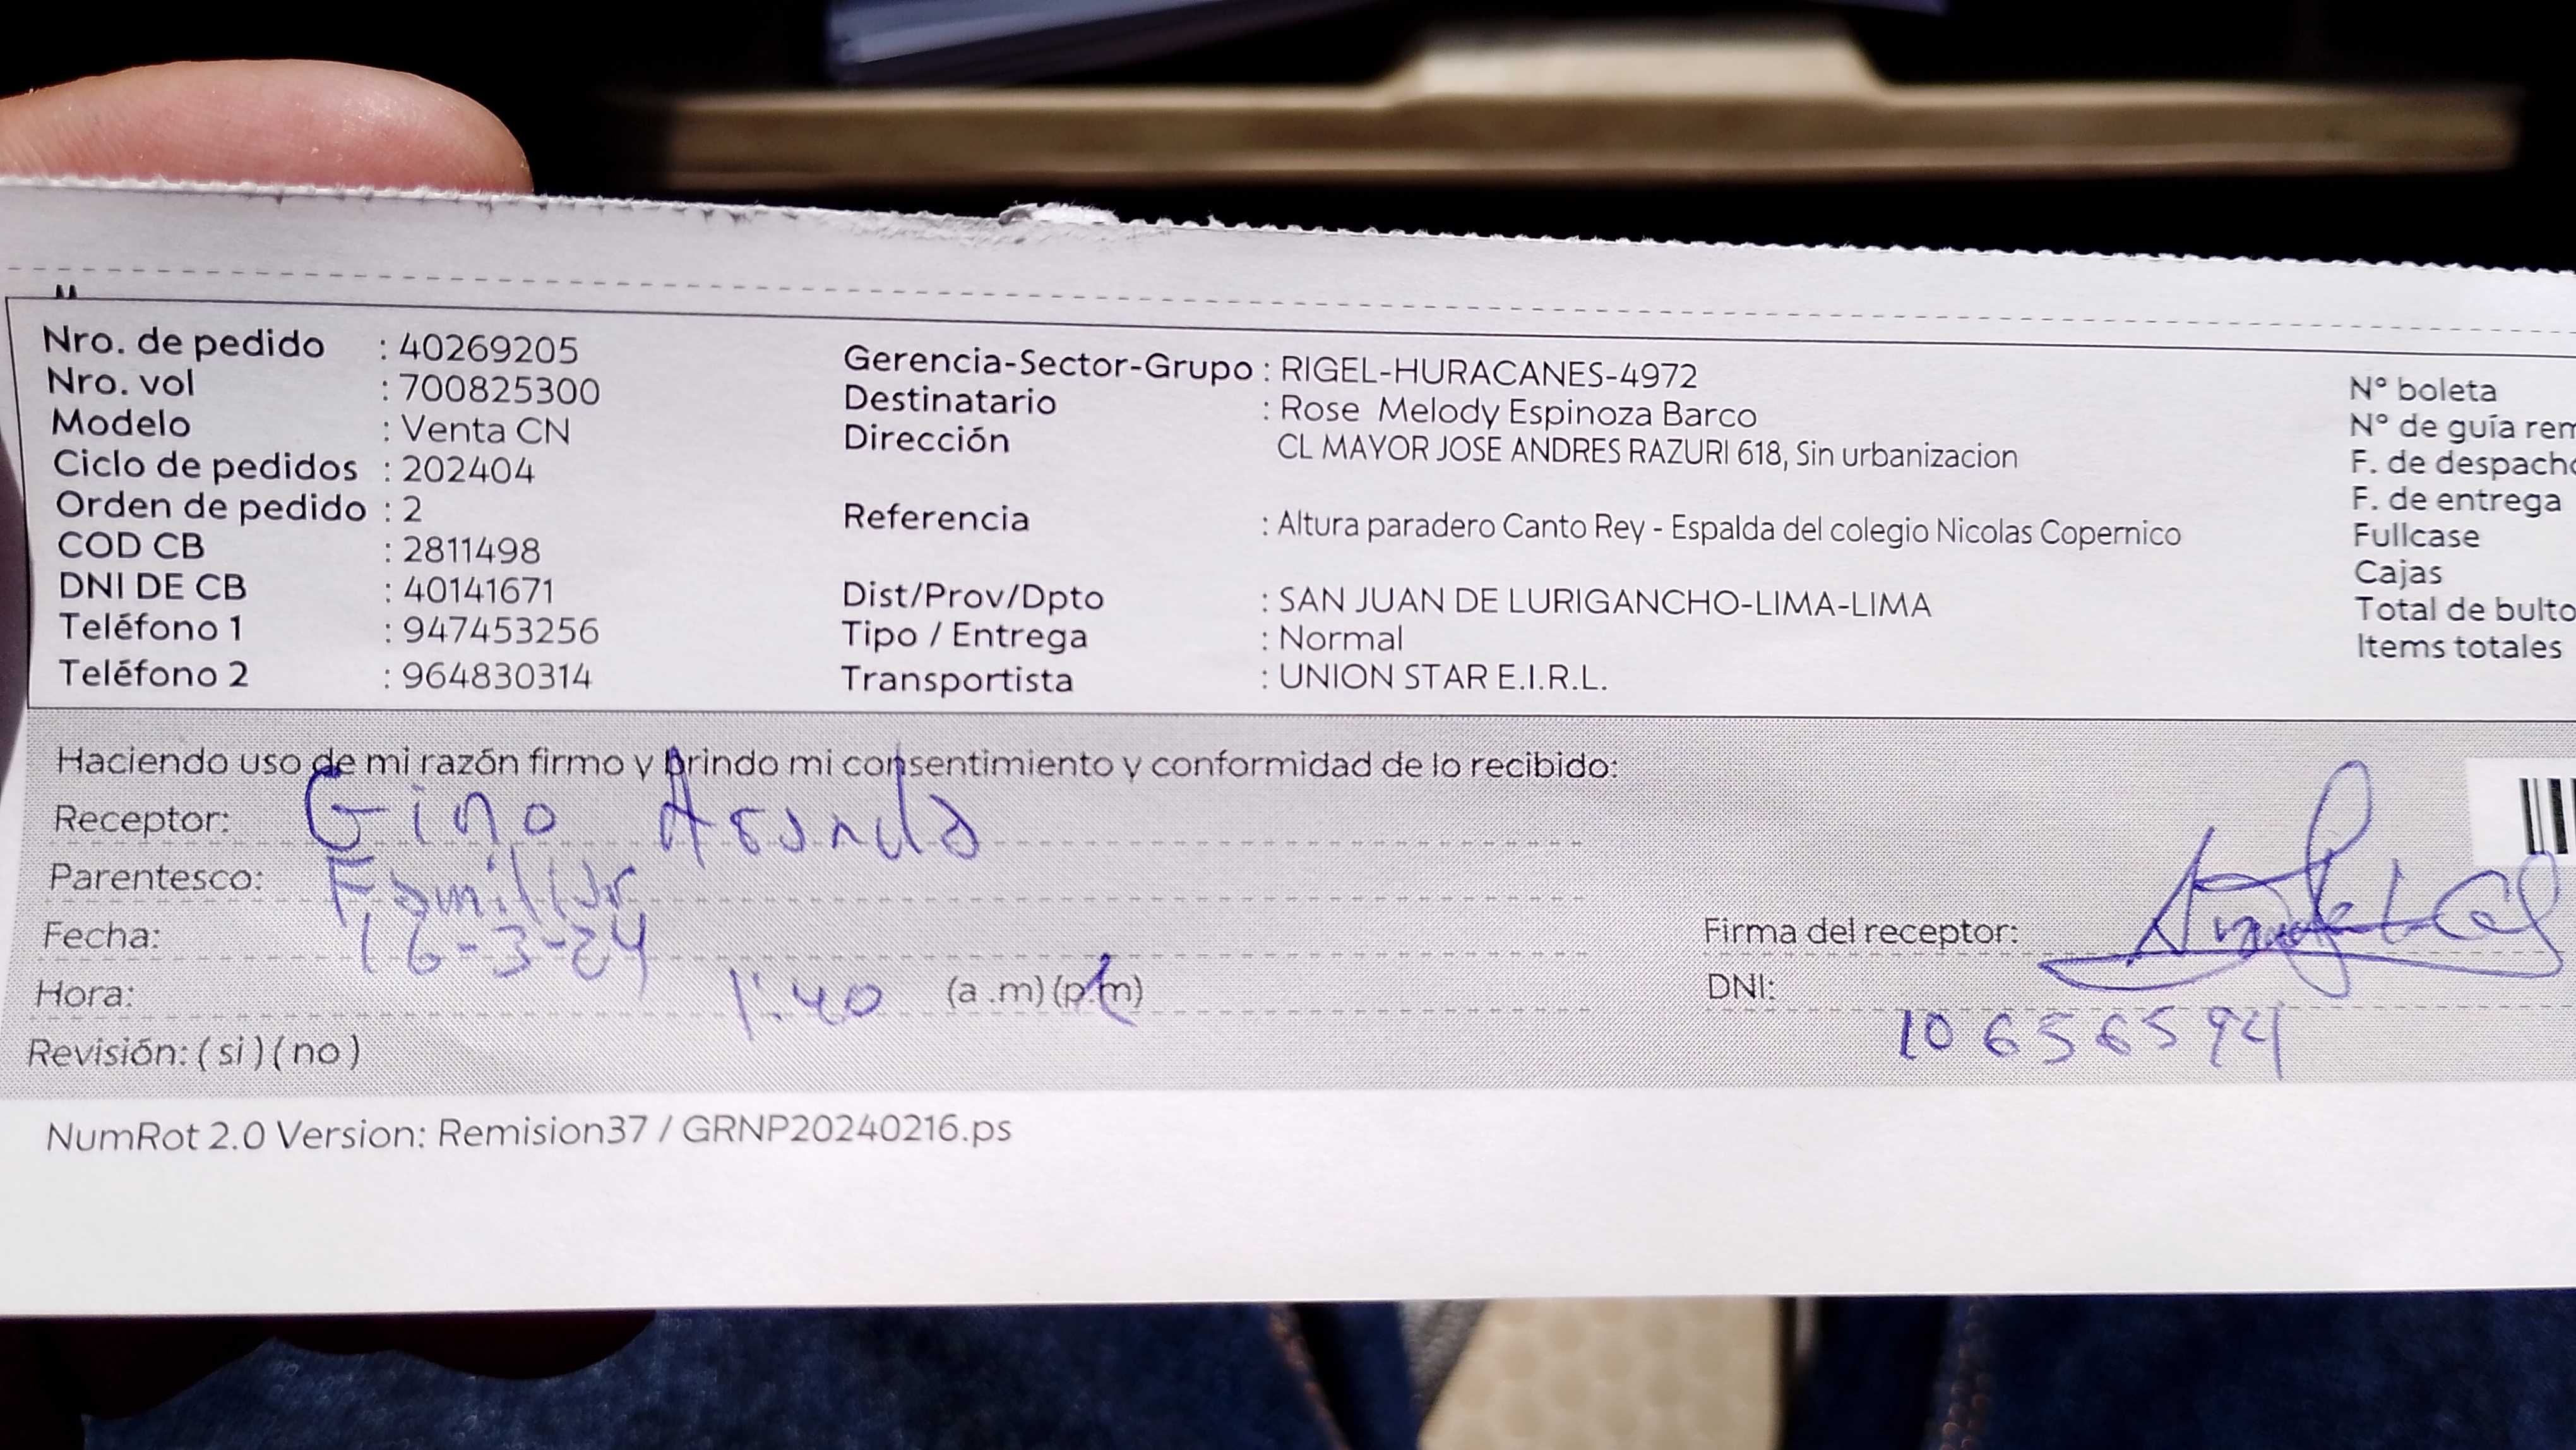 Nro. de pedido : 40269205
Nro. vol : 700825300
Modelo : Venta CN
Ciclo de pedidos : 202404
Orden de pedido : 2
COD CB : 2811498
DNI DE CB : 40141671
Teléfono 1 : 947453256
Teléfono 2 : 964830314
Gerencia-Sector-Grupo : RIGEL-HURACANES-4972
Destinatario : Rose Melody Espinoza Barco
Dirección CL MAYOR JOSE ANDRES RAZURI 618, Sin urbanizacion
Referencia : Altura paradero Canto Rey - Espalda del colegio Nicolas Copernico
Dist/Prov/Dpto : SAN JUAN DE LURIGANCHO-LIMA-LIMA
Tipo / Entrega : Normal
Transportista : UNION STAR E.I.R.L.
N° boleta
N° de guía rem
F. de despacho
F. de entrega
Fullcase
Cajas
Total de bulto
Items totales
Haciendo uso de mi razón firmo y brindo mi consentimiento y conformidad de lo recibido:
Receptor: Gino Aranda
Parentesco: Familiar
Fecha: 16-3-24
Hora: 1:40 (a .m) (p.m)
Revisión: ( si ) ( no )
Firma del receptor:
DNI: 10656594
NumRot 2.0 Version: Remision37 / GRNP20240216.ps